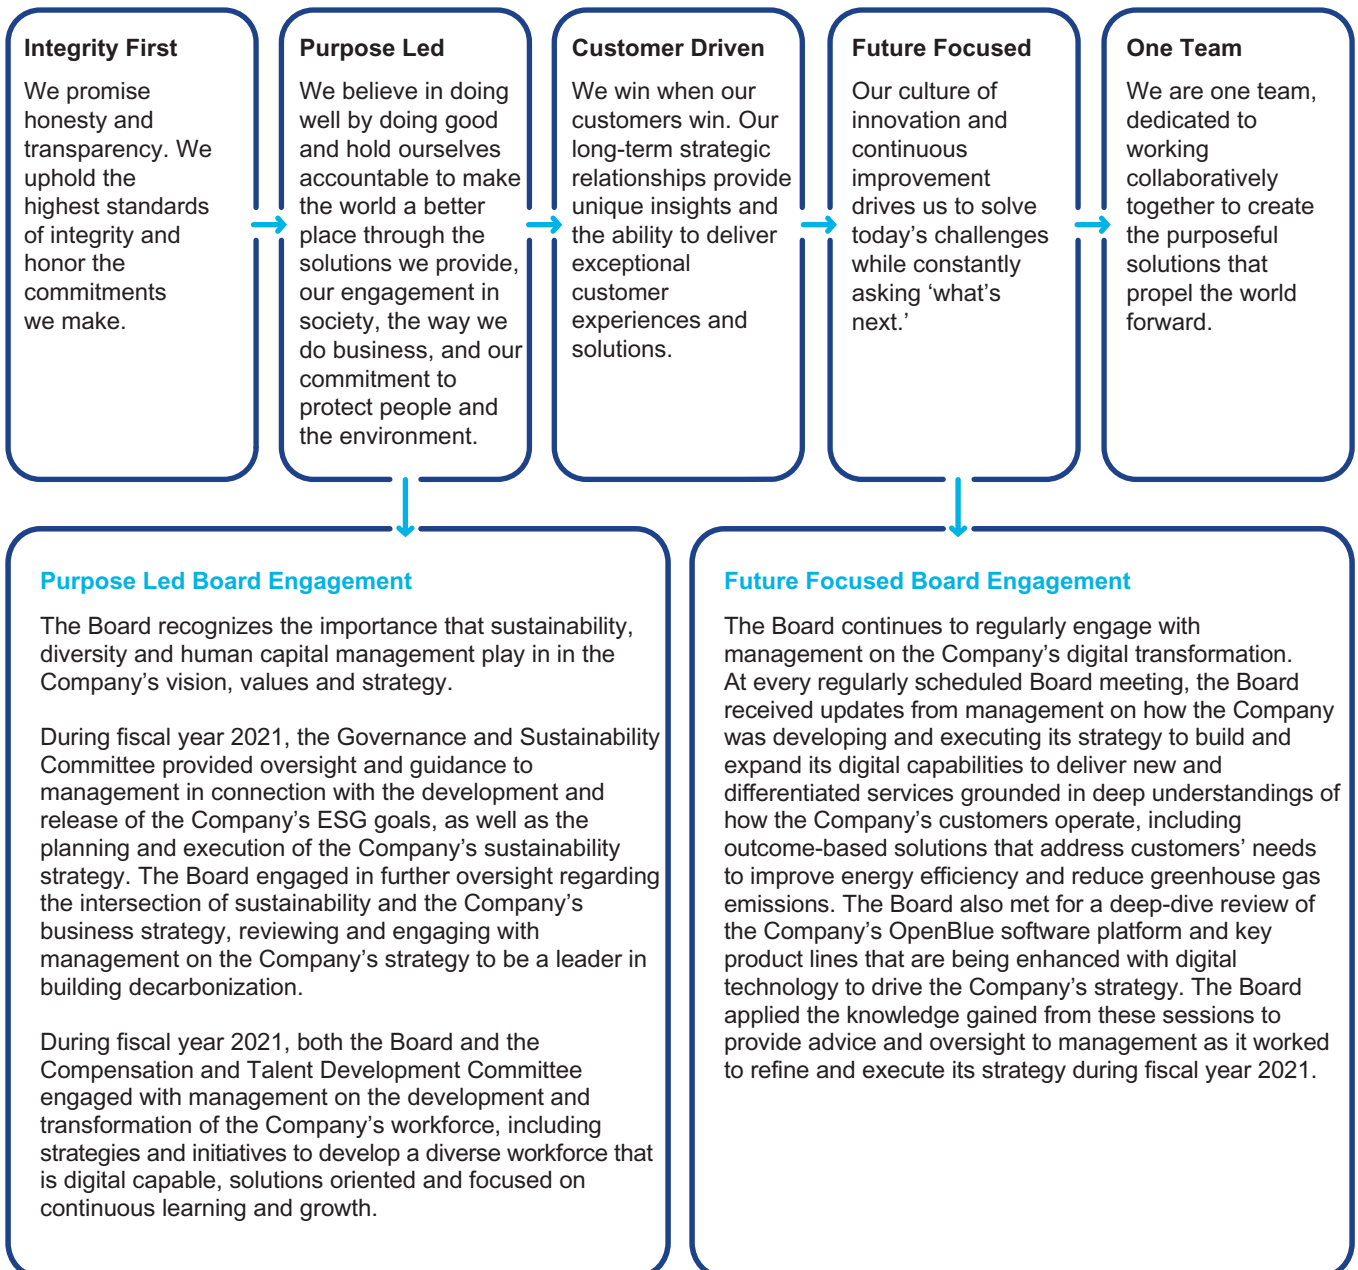 Integrity First
We promise
honesty and
transparency. We
uphold the
highest standards
of integrity and
honor the
commitments
we make.
Purpose Led
We believe in doing
well by doing good
and hold ourselves
accountable to make
the world a better
place through the
solutions we provide,
our engagement in
society, the way we
do business, and our
commitment to
protect people and
the environment.
Customer Driven
We win when our
customers win. Our
long-term strategic
relationships provide
unique insights and
the ability to deliver
exceptional
customer
experiences and
solutions.
Future Focused
Our culture of
innovation and
continuous
improvement
drives us to solve
today’s challenges
while constantly
asking ‘what’s
next.’
One Team
We are one team,
dedicated to
working
collaboratively
together to create
the purposeful
solutions that
propel the world
forward.
Purpose Led Board Engagement
The Board recognizes the importance that sustainability,
diversity and human capital management play in in the
Company’s vision, values and strategy.
During fiscal year 2021, the Governance and Sustainability
Committee provided oversight and guidance to
management in connection with the development and
release of the Company’s ESG goals, as well as the
planning and execution of the Company’s sustainability
strategy. The Board engaged in further oversight regarding
the intersection of sustainability and the Company’s
business strategy, reviewing and engaging with
management on the Company’s strategy to be a leader in
building decarbonization.
During fiscal year 2021, both the Board and the
Compensation and Talent Development Committee
engaged with management on the development and
transformation of the Company’s workforce, including
strategies and initiatives to develop a diverse workforce that
is digital capable, solutions oriented and focused on
continuous learning and growth.
Future Focused Board Engagement
The Board continues to regularly engage with
management on the Company’s digital transformation.
At every regularly scheduled Board meeting, the Board
received updates from management on how the Company
was developing and executing its strategy to build and
expand its digital capabilities to deliver new and
differentiated services grounded in deep understandings of
how the Company’s customers operate, including
outcome-based solutions that address customers’ needs
to improve energy efficiency and reduce greenhouse gas
emissions. The Board also met for a deep-dive review of
the Company’s OpenBlue software platform and key
product lines that are being enhanced with digital
technology to drive the Company’s strategy. The Board
applied the knowledge gained from these sessions to
provide advice and oversight to management as it worked
to refine and execute its strategy during fiscal year 2021.